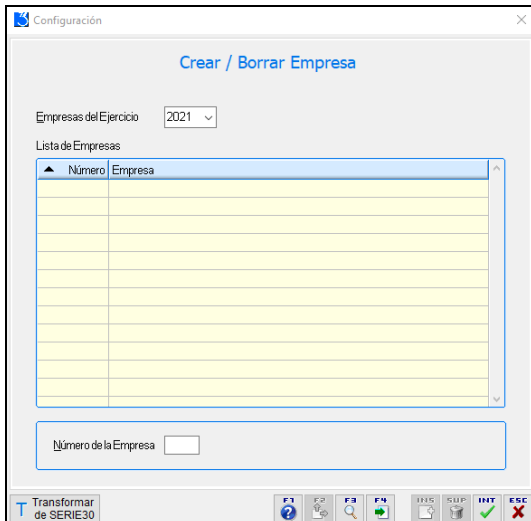 Configuración
Crear / Borrar Empresa
Empresas del Ejercicio 2021
Lista de Empresas
Número Empresa
Número de la Empresa
F1 F2 F3 F4 INS SUP INT ESC
T Transformar
de SERIE30